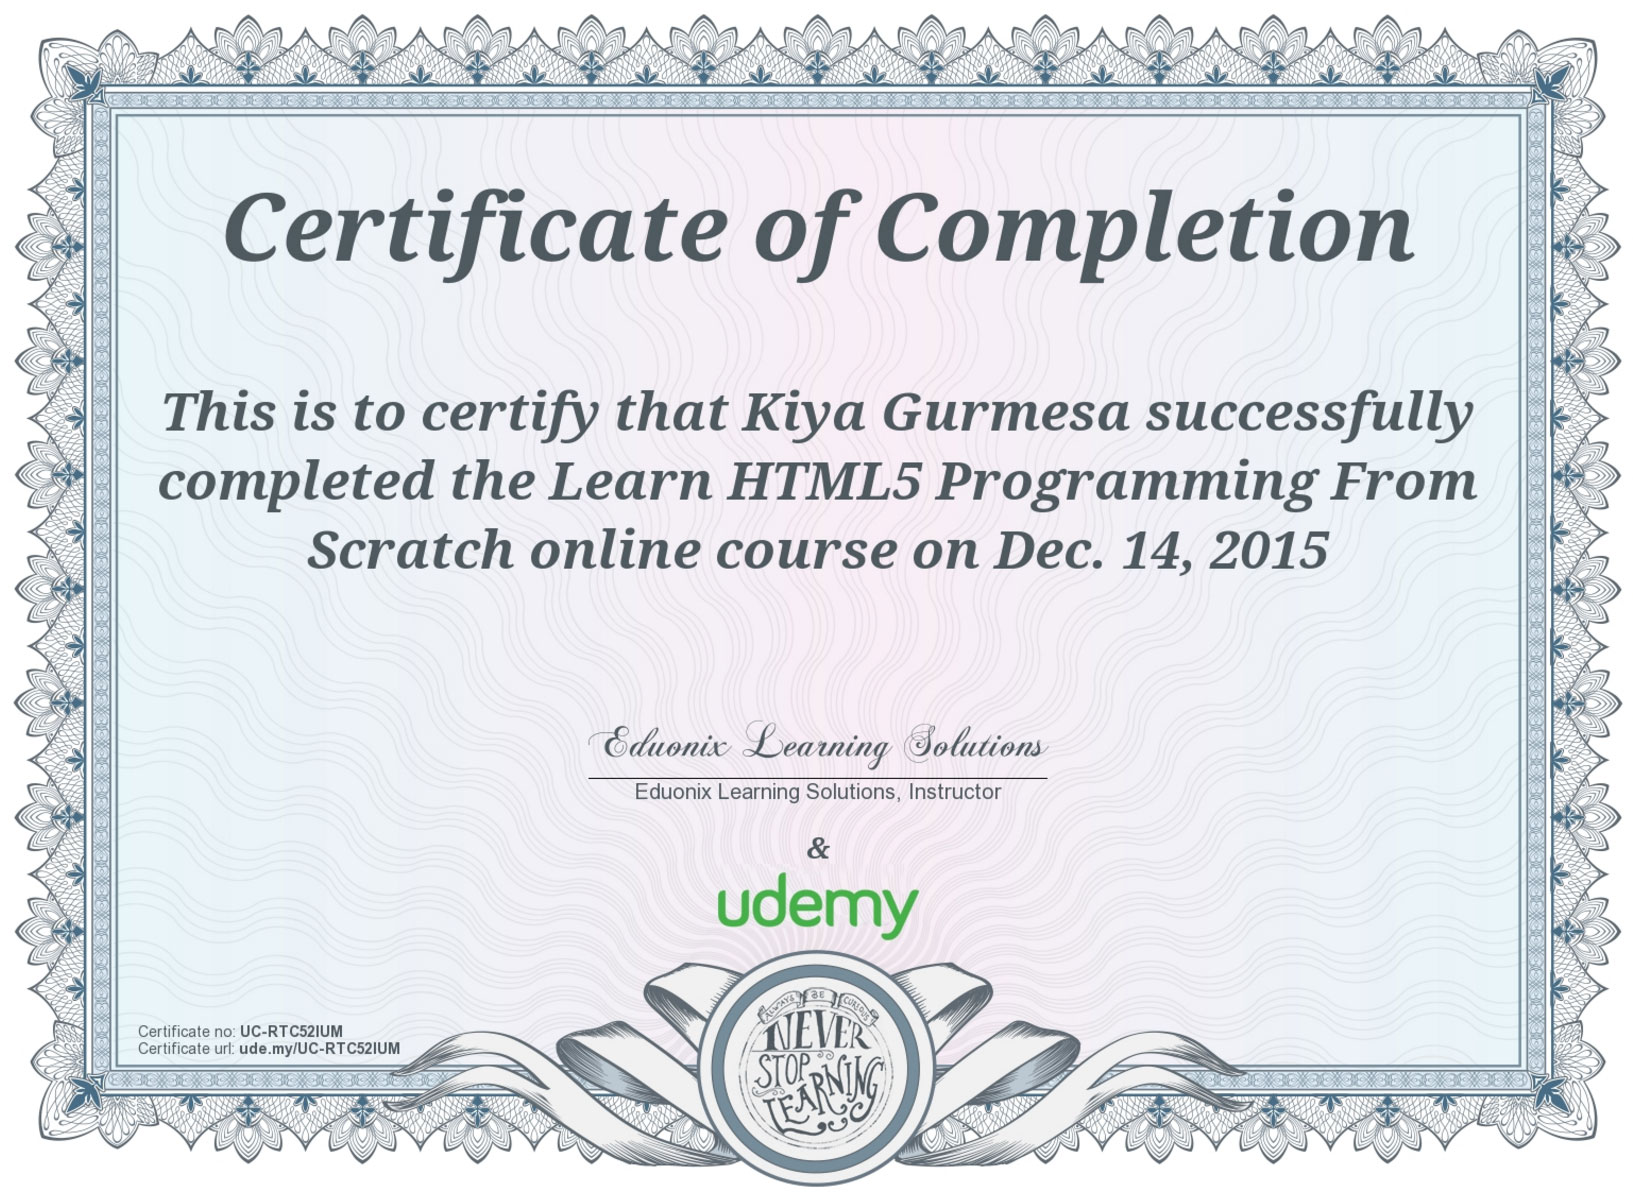 Certificate of Completion
This is to certify that Kiya Gurmesa successfully
completed the Learn HTML5 Programming From
Scratch online course on Dec. 14, 2015
Eduonix Learning Solutions
Eduonix Learning Solutions, Instructor
&
udemy
Certificate no: UC-RTC52IUM
Certificate url: ude.my/UC-RTC52IUM
ALWAYS BE CURIOUS
NEVER
STOP
LEARNING